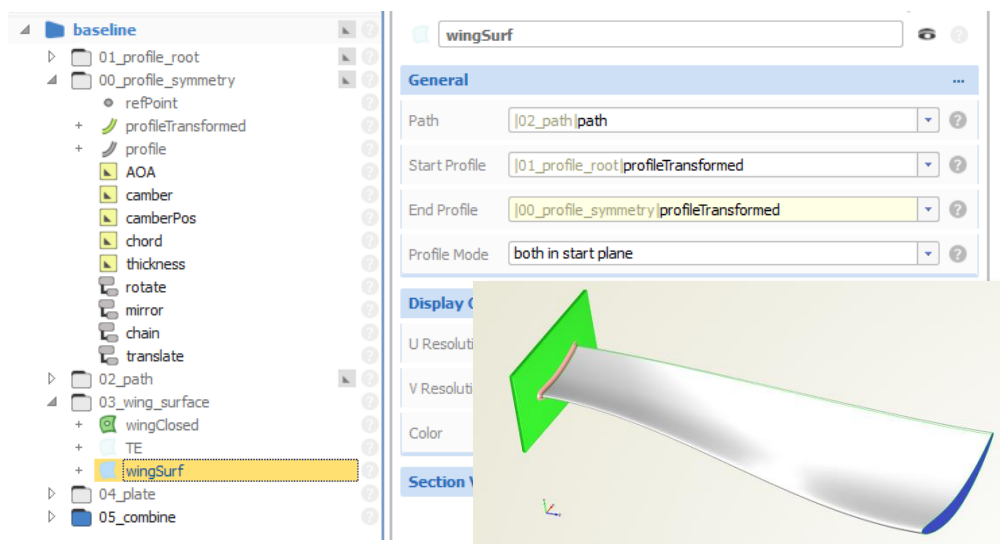 baseline
01_profile_root
00_profile_symmetry
refPoint
profileTransformed
profile
AOA
camber
camberPos
chord
thickness
rotate
mirror
chain
translate
02_path
03_wing_surface
wingClosed
TE
wingSurf
04_plate
05_combine
wingSurf
General ...
Path |02_path|path
Start Profile |01_profile_root|profileTransformed
End Profile |00_profile_symmetry|profileTransformed
Profile Mode both in start plane
Display
U Resoluti
V Resoluti
Color
Section